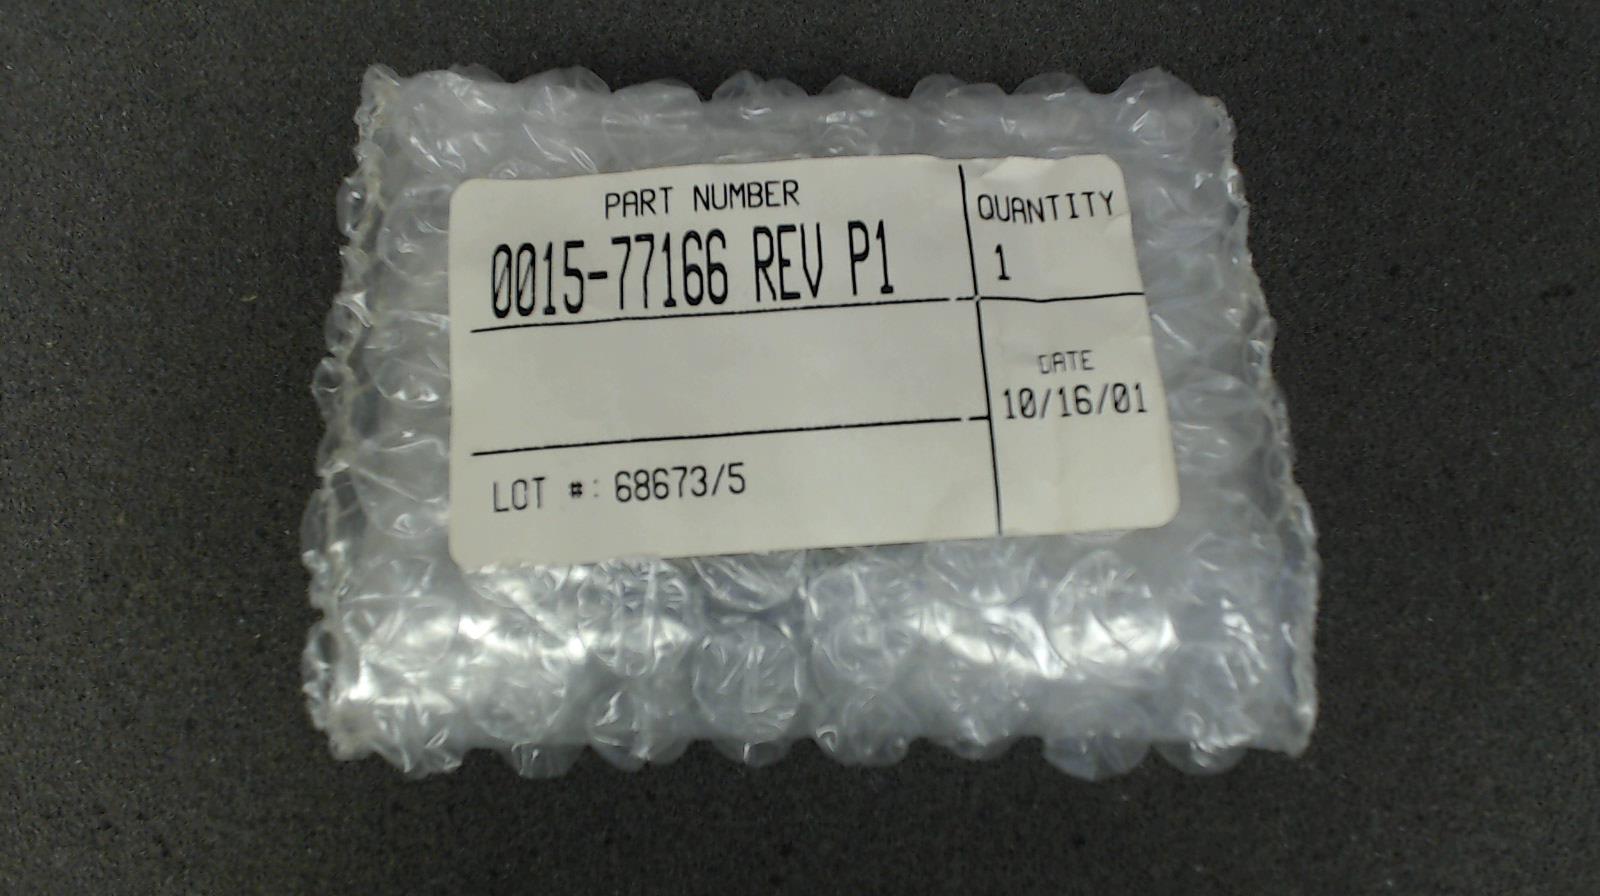 PART NUMBER
0015-77166 REV P1
QUANTITY
1
DATE
10/16/01
LOT #: 68673/5